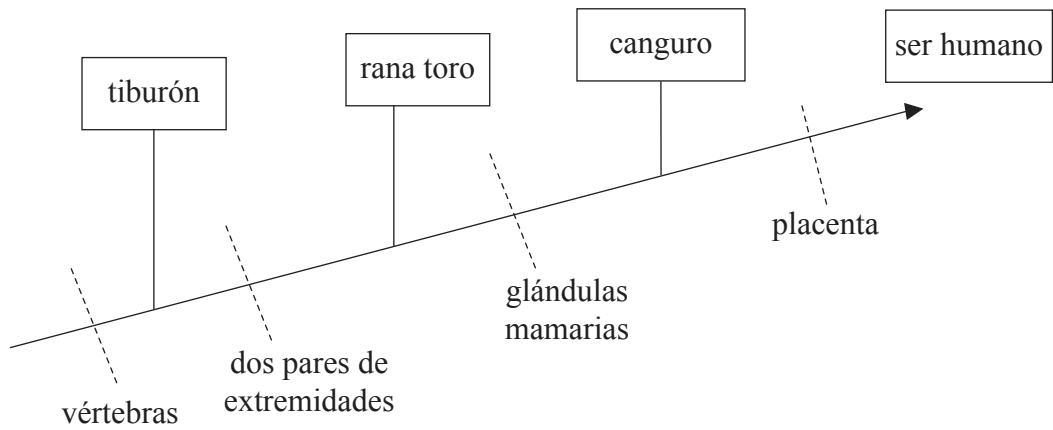 tiburón
rana toro
canguro
ser humano
vértebras
dos pares de
extremidades
glándulas
mamarias
placenta